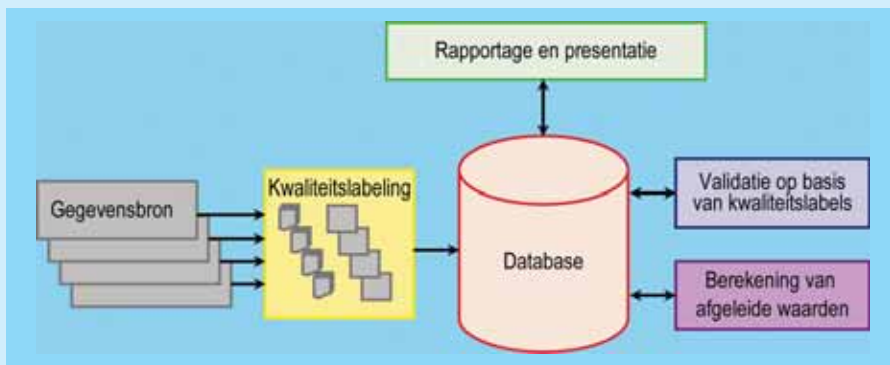 Rapportage en presentatie
Gegevensbron
Kwaliteitslabeling
Database
Validatie op basis
van kwaliteitslabels
Berekening van
afgeleide waarden